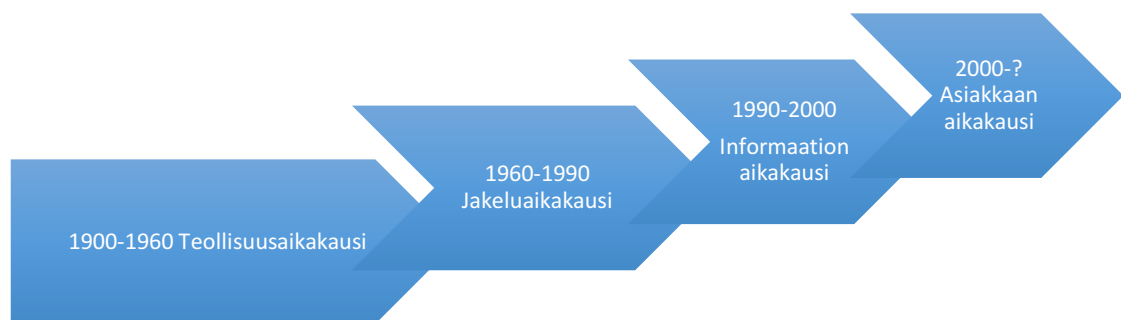 1900-1960 Teollisuusaikakausi
1960-1990
Jakeluaikakausi
1990-2000
Informaation
aikakausi
2000-?
Asiakkaan
aikakausi